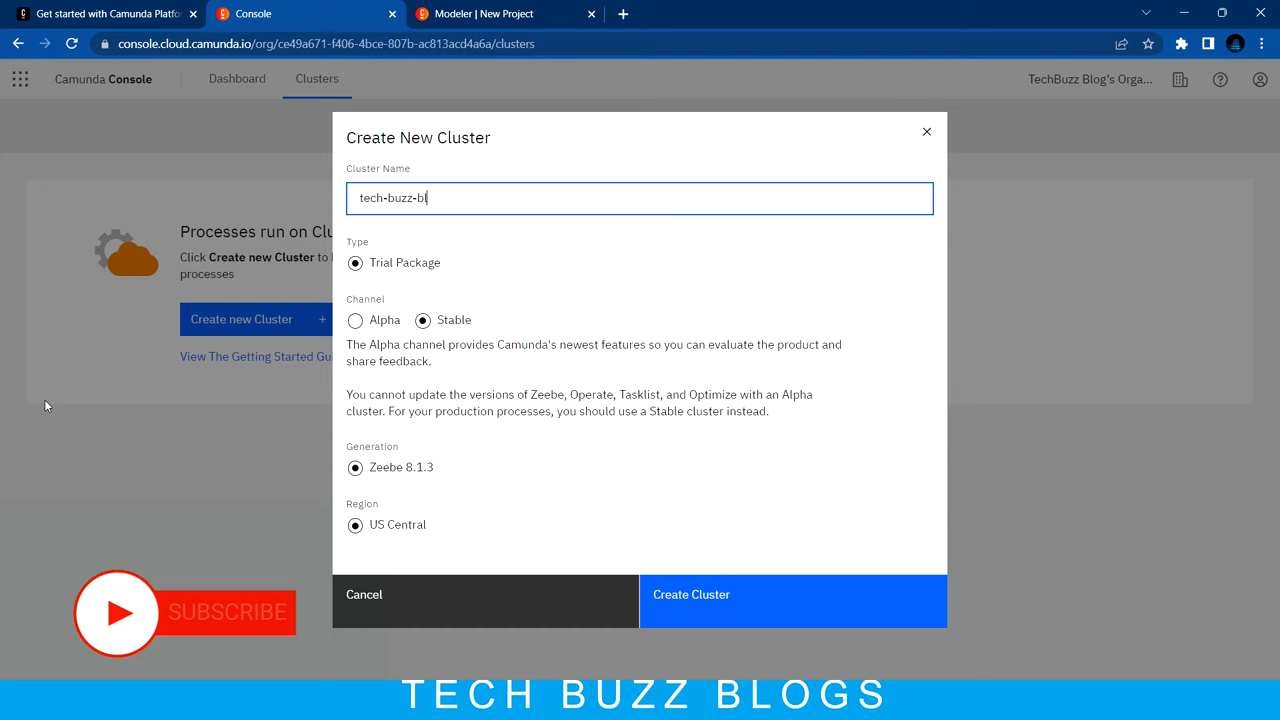 Get started with Camunda Platfo
Console
Modeler | New Project
console.cloud.camunda.io/org/ce49a671-f406-4bce-807b-ac813acd4a6a/clusters
Camunda Console
Dashboard
Clusters
TechBuzz Blog's Orga...
Create New Cluster
Cluster Name
tech-buzz-bl
Processes run on Clu
Click Create new Cluster to
processes
Create new Cluster +
View The Getting Started Gu
Type
Trial Package
Channel
Alpha
Stable
The Alpha channel provides Camunda's newest features so you can evaluate the product and
share feedback.
You cannot update the versions of Zeebe, Operate, Tasklist, and Optimize with an Alpha
cluster. For your production processes, you should use a Stable cluster instead.
Generation
Zeebe 8.1.3
Region
US Central
Cancel
Create Cluster
SUBSCRIBE
TECH BUZZ BLOGS